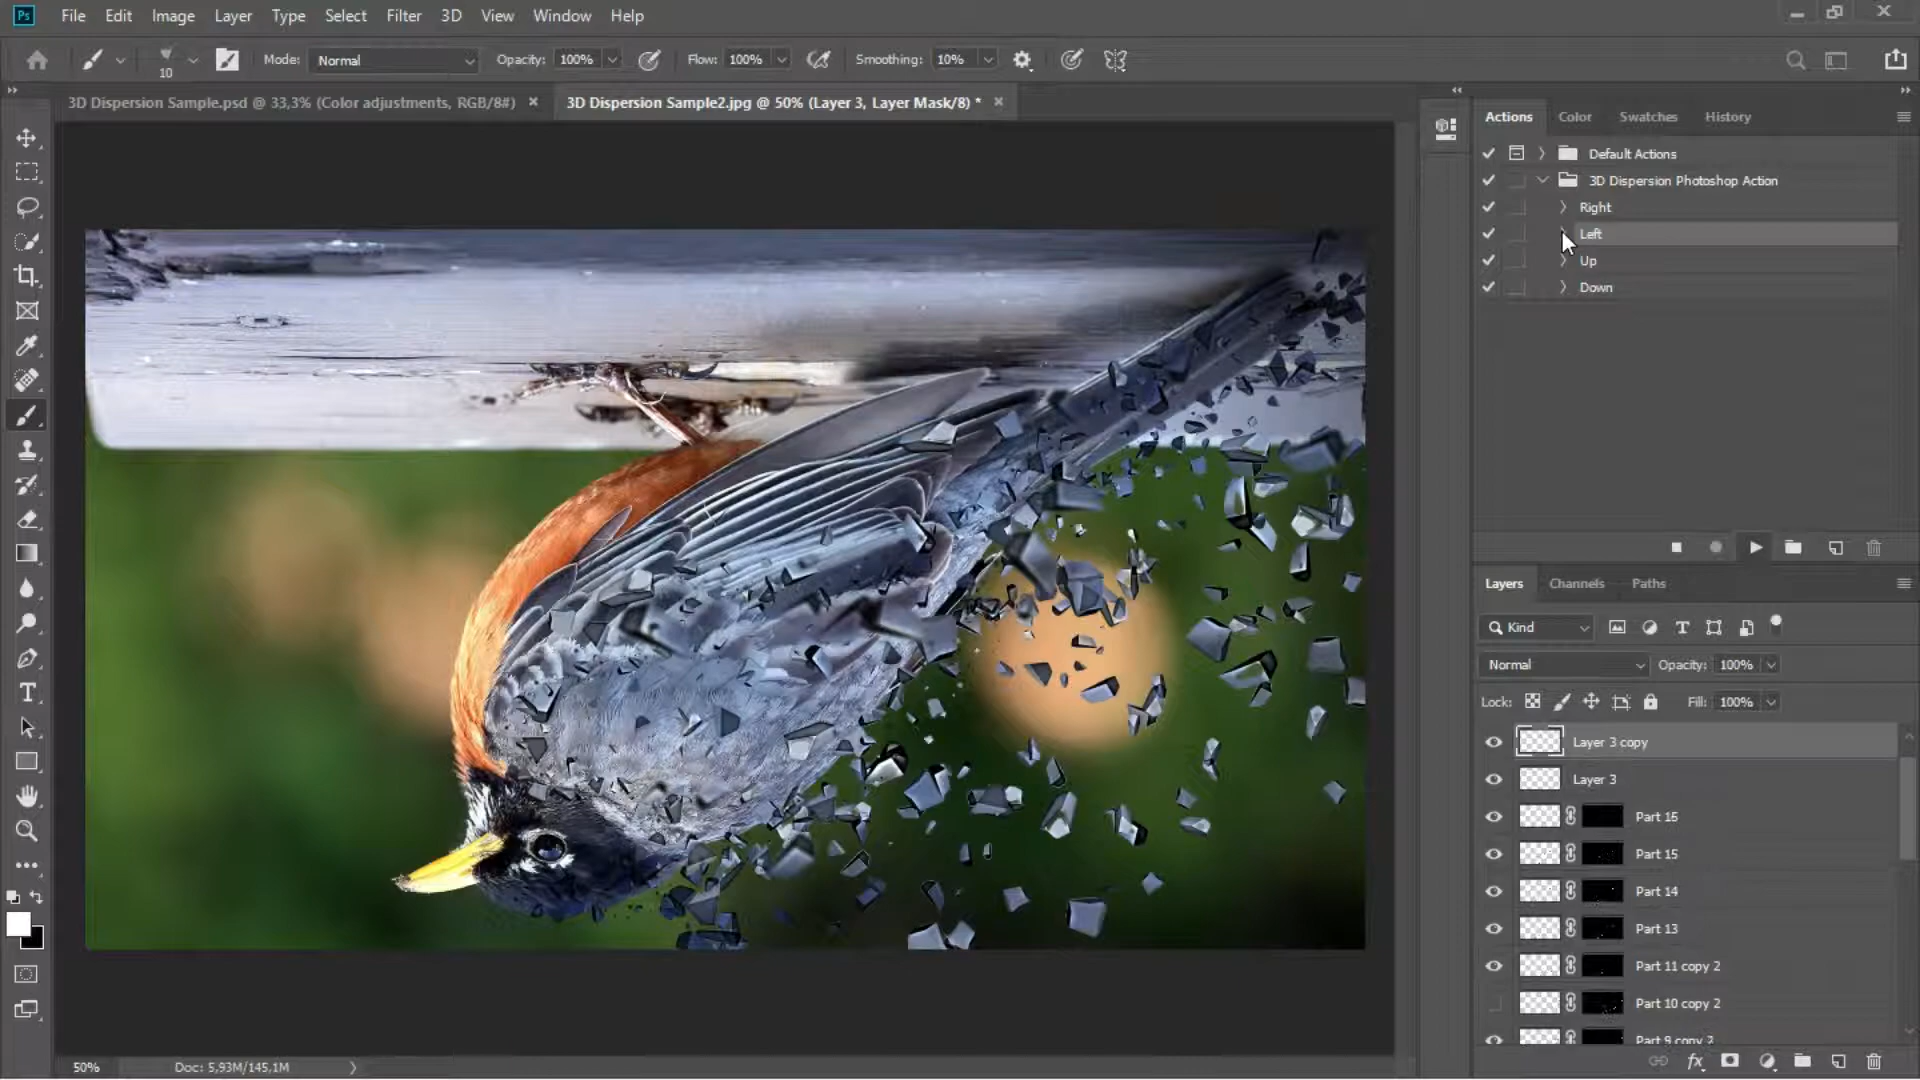 Ps File Edit Image Layer Type Select Filter 3D View Window Help
10 Mode: Normal Opacity: 100% Flow: 100% Smoothing: 10%
3D Dispersion Sample.psd @ 33,3% (Color adjustments, RGB/8#) × 3D Dispersion Sample2.jpg @ 50% (Layer 3, Layer Mask/8) * ×
Actions Color Swatches History
Default Actions
3D Dispersion Photoshop Action
Right
Left
Up
Down
Layers Channels Paths
Kind
Normal Opacity: 100%
Lock: Fill: 100%
Layer 3 copy
Layer 3
Part 16
Part 15
Part 14
Part 13
Part 11 copy 2
Part 10 copy 2
Part 9 copy 2
50% Doc: 5,93M/145,1M